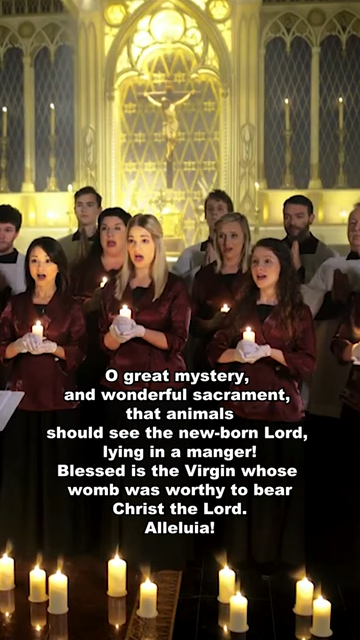 O great mystery,
and wonderful sacrament,
that animals
should see the new-born Lord,
lying in a manger!
Blessed is the Virgin whose
womb was worthy to bear
Christ the Lord.
Alleluia!